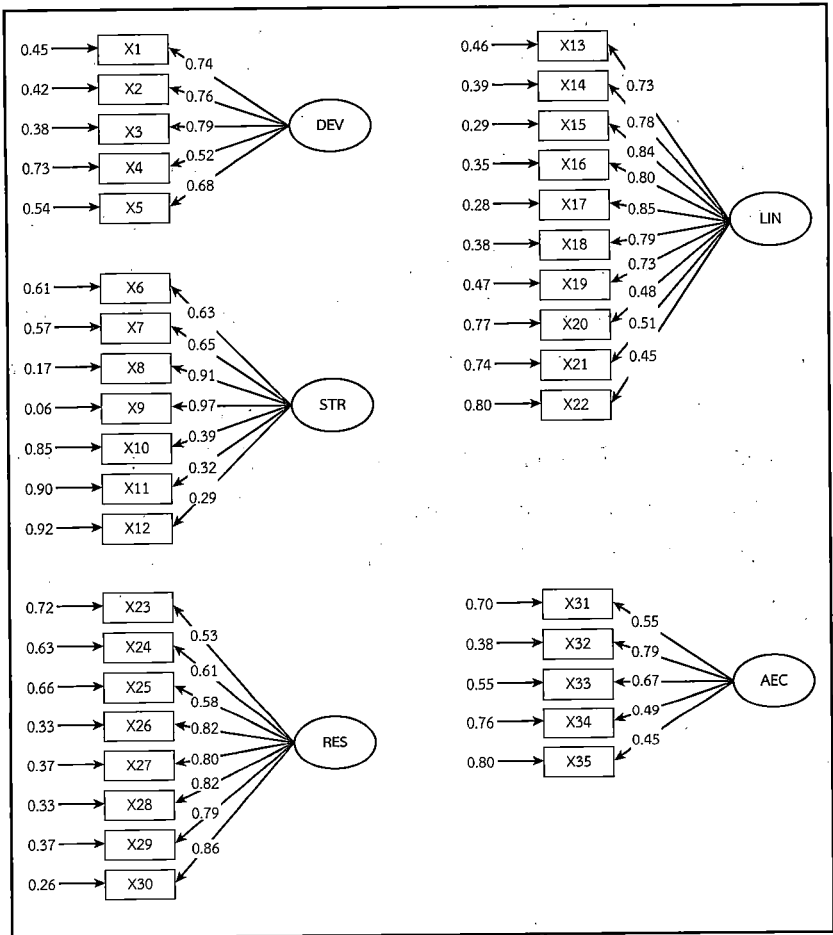 0.45 X1 0.74
0.42 X2 0.76
0.38 X3 0.79 DEV
0.73 X4 0.52
0.54 X5 0.68
0.61 X6 0.63
0.57 X7 0.65
0.17 X8 0.91
0.06 X9 0.97 STR
0.85 X10 0.39
0.90 X11 0.32
0.92 X12 0.29
0.72 X23 0.53
0.63 X24 0.61
0.66 X25 0.58
0.33 X26 0.82
0.37 X27 0.80 RES
0.33 X28 0.82
0.37 X29 0.79
0.26 X30 0.86
0.46 X13 0.73
0.39 X14 0.78
0.29 X15 0.84
0.35 X16 0.80
0.28 X17 0.85 LIN
0.38 X18 0.79
0.47 X19 0.73
0.77 X20 0.48
0.74 X21 0.51
0.80 X22 0.45
0.70 X31 0.55
0.38 X32 0.79
0.55 X33 0.67 AEC
0.76 X34 0.49
0.80 X35 0.45